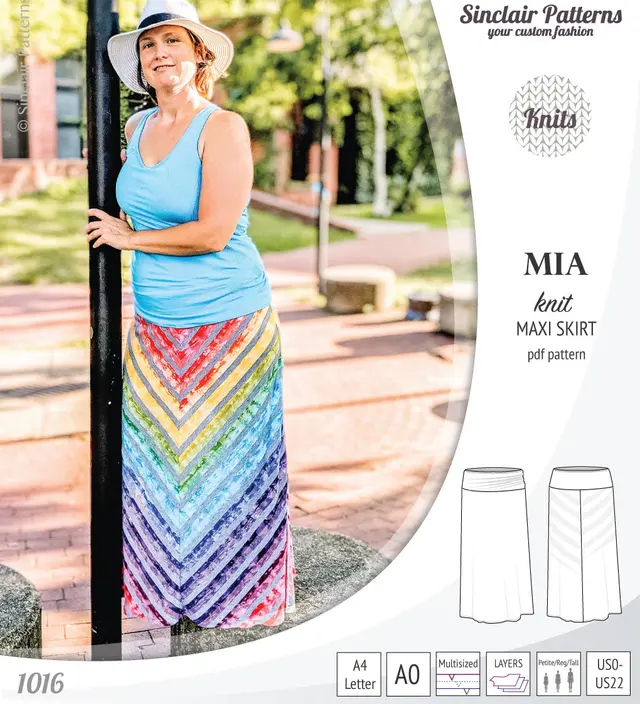 © Sinclair Patterns
Sinclair Patterns
your custom fashion
Knits
MIA
knit
MAXI SKIRT
pdf pattern
1016
A4
Letter
A0
Multisized
LAYERS
Petite/Reg/Tall
US0-
US22